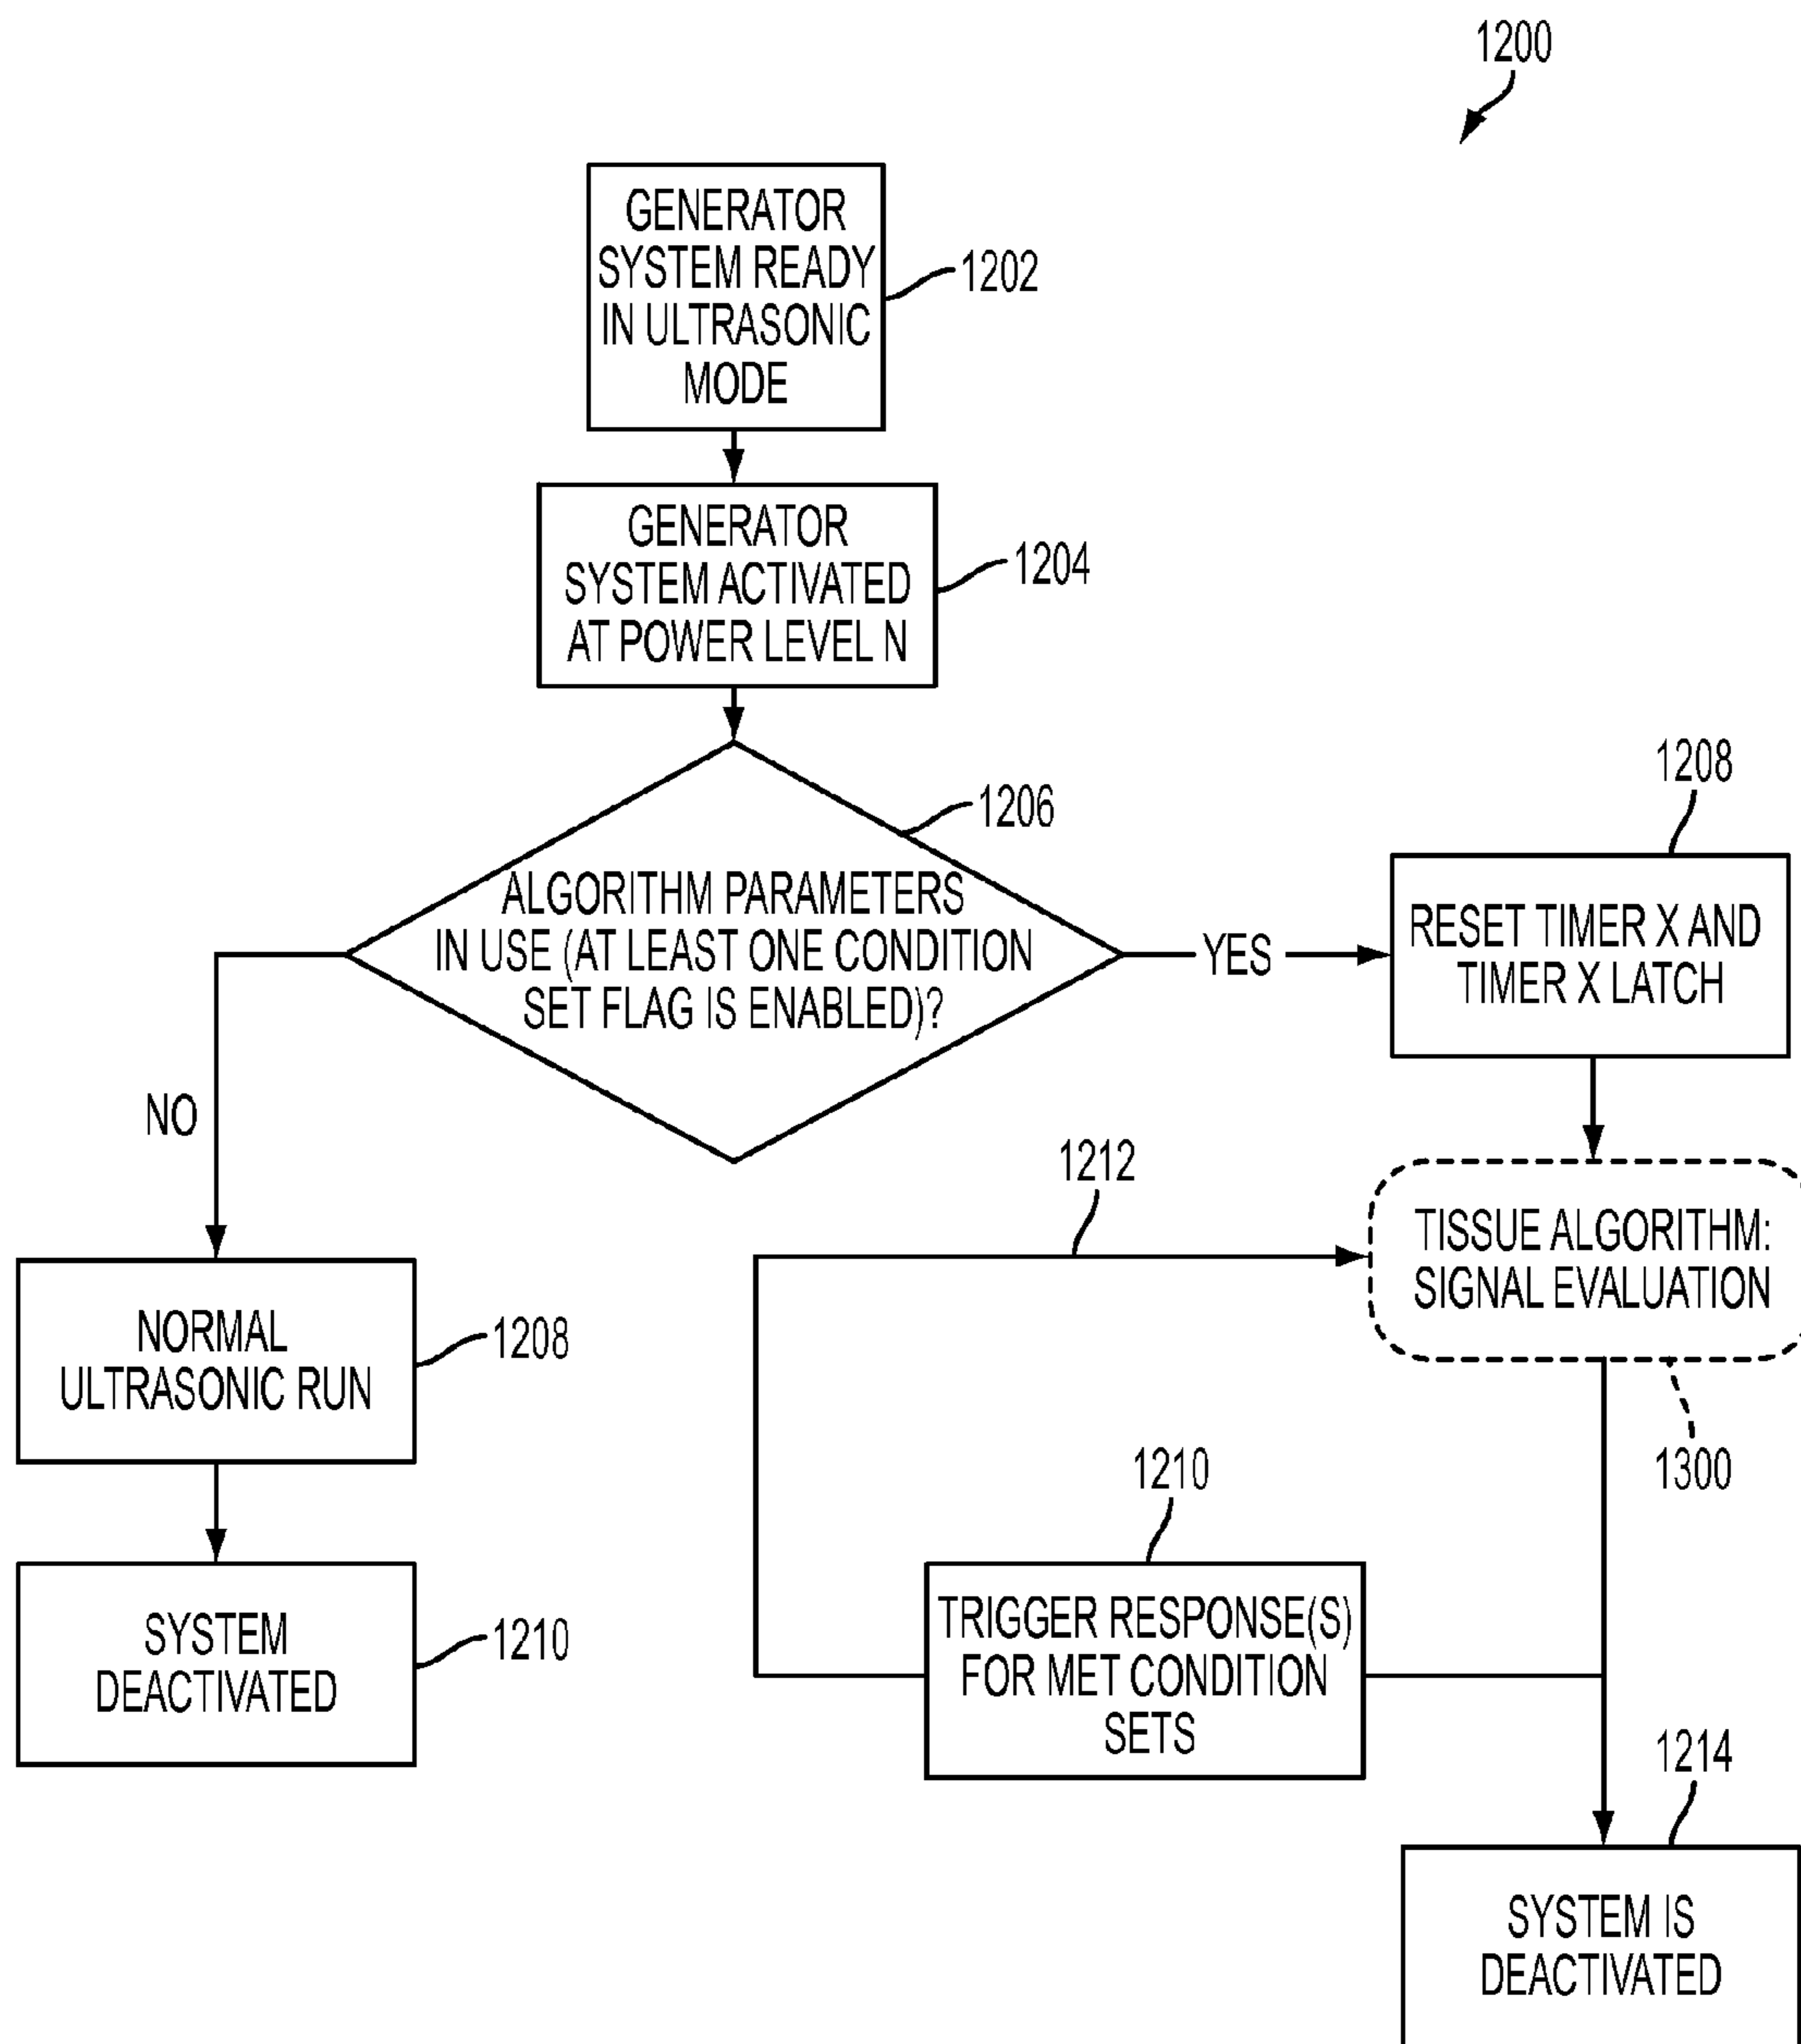 1200
GENERATOR
SYSTEM READY
IN ULTRASONIC
MODE
1202
GENERATOR
SYSTEM ACTIVATED
AT POWER LEVEL N
1204
1206
ALGORITHM PARAMETERS
IN USE (AT LEAST ONE CONDITION
SET FLAG IS ENABLED)?
YES
1208
RESET TIMER X AND
TIMER X LATCH
NO
1212
TISSUE ALGORITHM:
SIGNAL EVALUATION
1300
NORMAL
ULTRASONIC RUN
1208
1210
TRIGGER RESPONSE(S)
FOR MET CONDITION
SETS
SYSTEM
DEACTIVATED
1210
1214
SYSTEM IS
DEACTIVATED